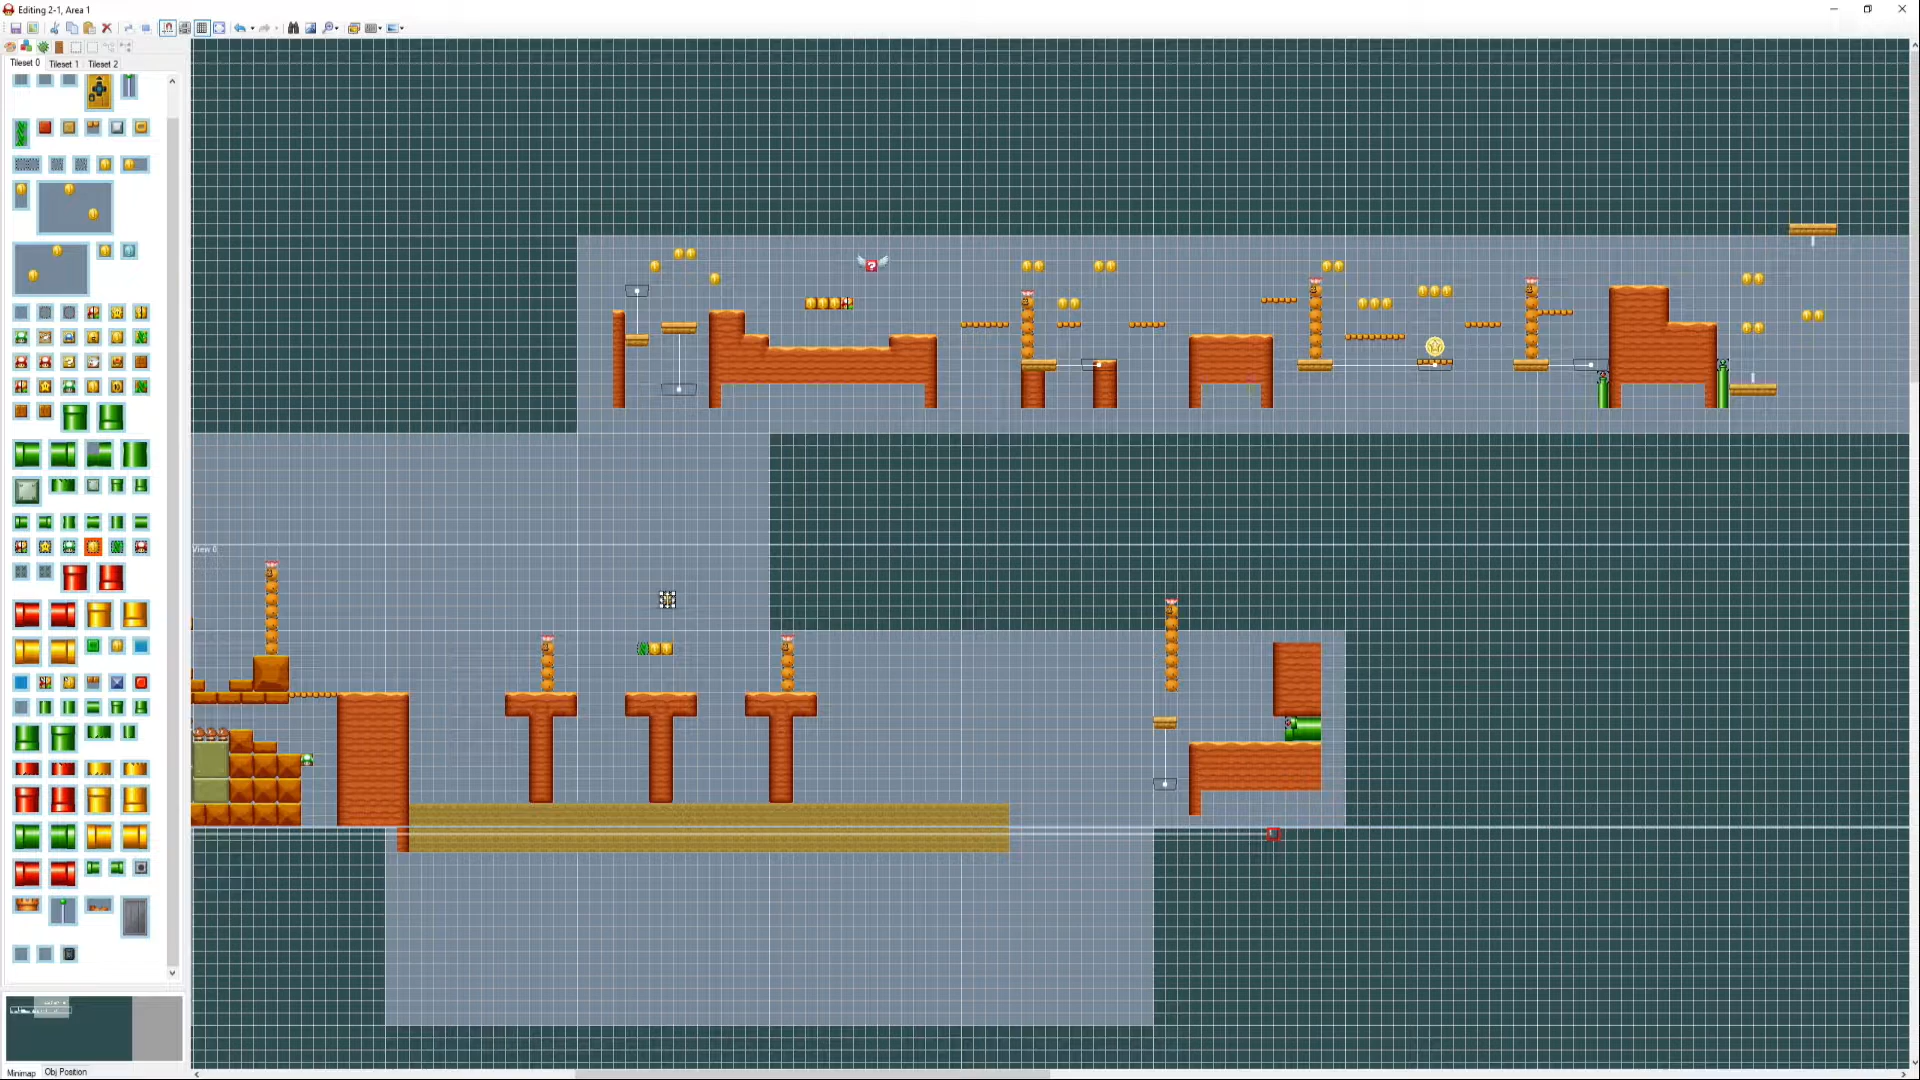 Editing 2-1, Area 1
Tileset 0 Tileset 1 Tileset 2
View 0
Minimap Obj Position